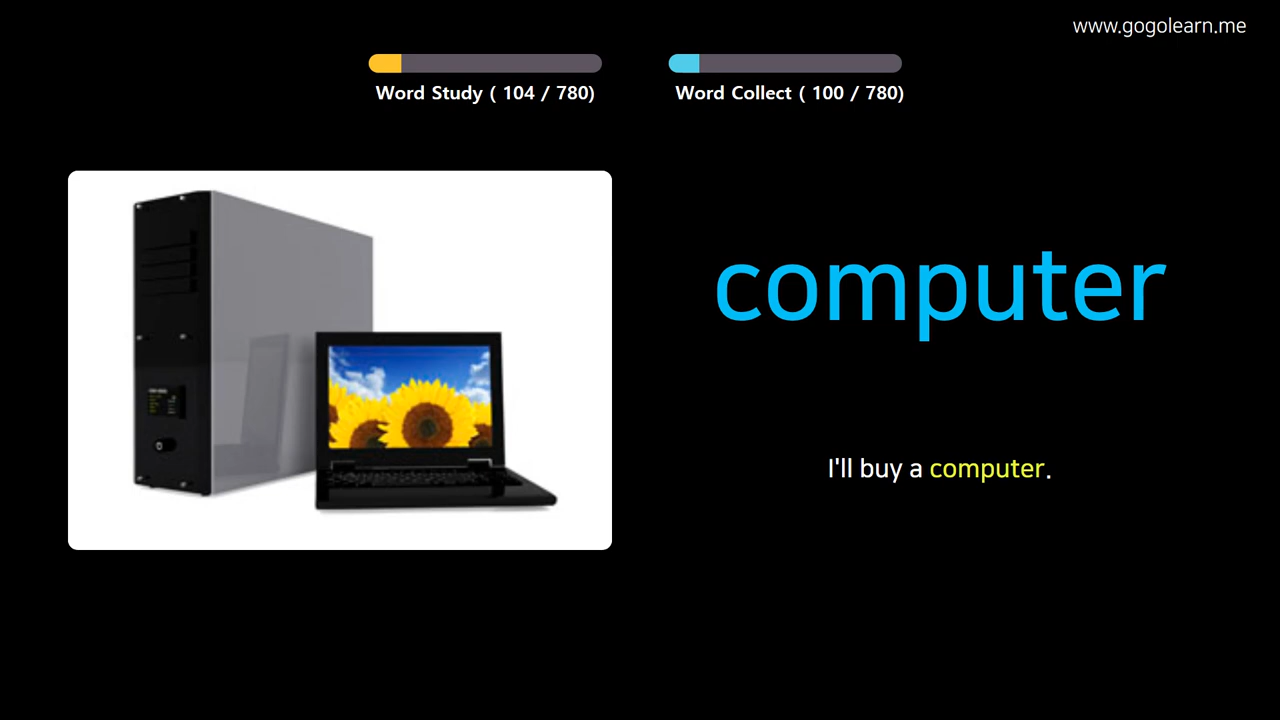 www.gogolearn.me
Word Study ( 104 / 780)
Word Collect ( 100 / 780)
computer
I'll buy a computer.